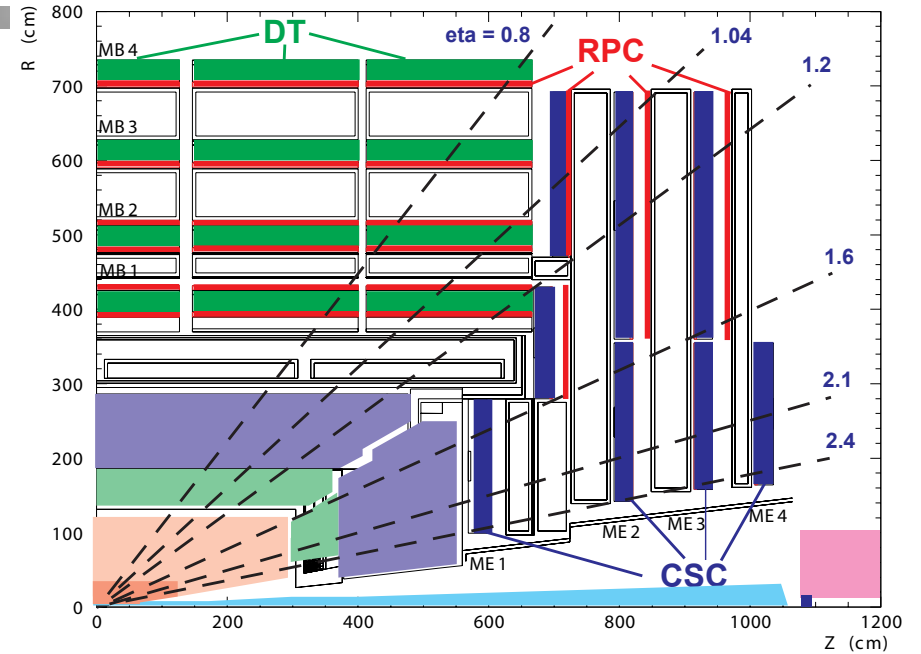 800
R (cm)
MB 4
DT
eta = 0.8
1.04
RPC
1.2
700
MB 3
600
MB 2
500
MB 1
1.6
400
300
2.1
2.4
200
100
ME 1
ME 2
ME 3
ME 4
CSC
0
0
200
400
600
800
1000
1200
Z (cm)